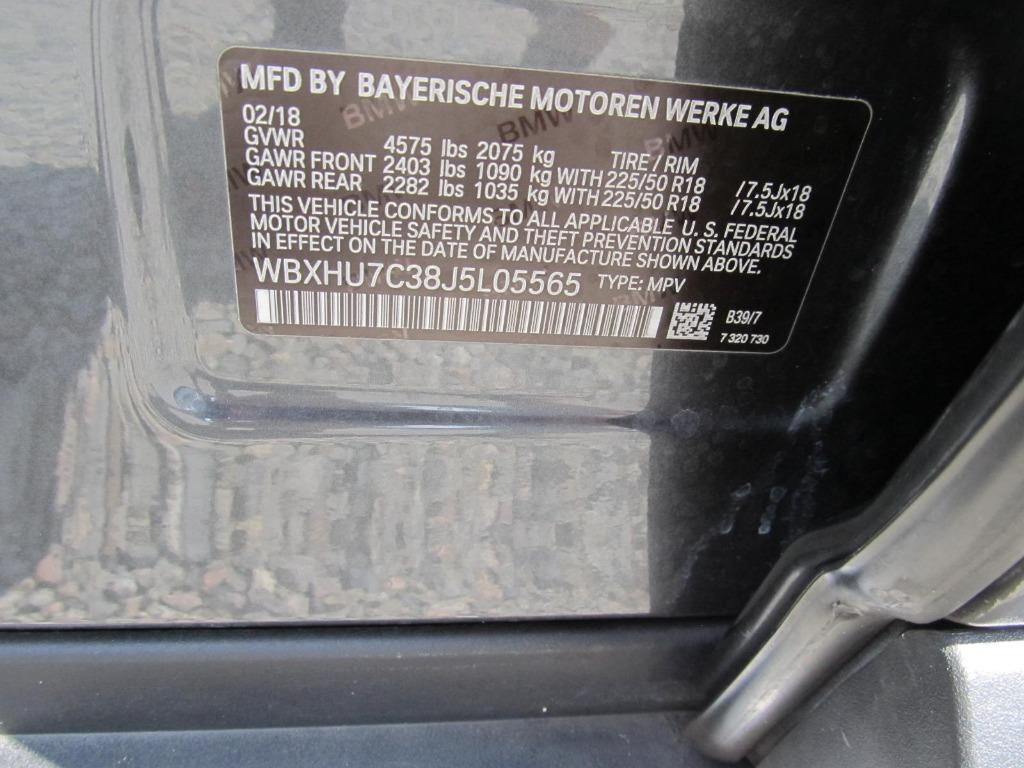 MFD BY BAYERISCHE MOTOREN WERKE AG
02/18
GVWR 4575 lbs 2075 kg TIRE / RIM
GAWR FRONT 2403 lbs 1090 kg WITH 225/50 R18 /7.5Jx18
GAWR REAR 2282 lbs 1035 kg WITH 225/50 R18 /7.5Jx18
THIS VEHICLE CONFORMS TO ALL APPLICABLE U. S. FEDERAL
MOTOR VEHICLE SAFETY AND THEFT PREVENTION STANDARDS
IN EFFECT ON THE DATE OF MANUFACTURE SHOWN ABOVE.
WBXHU7C38J5L05565 TYPE: MPV
B39/7
7 320 730